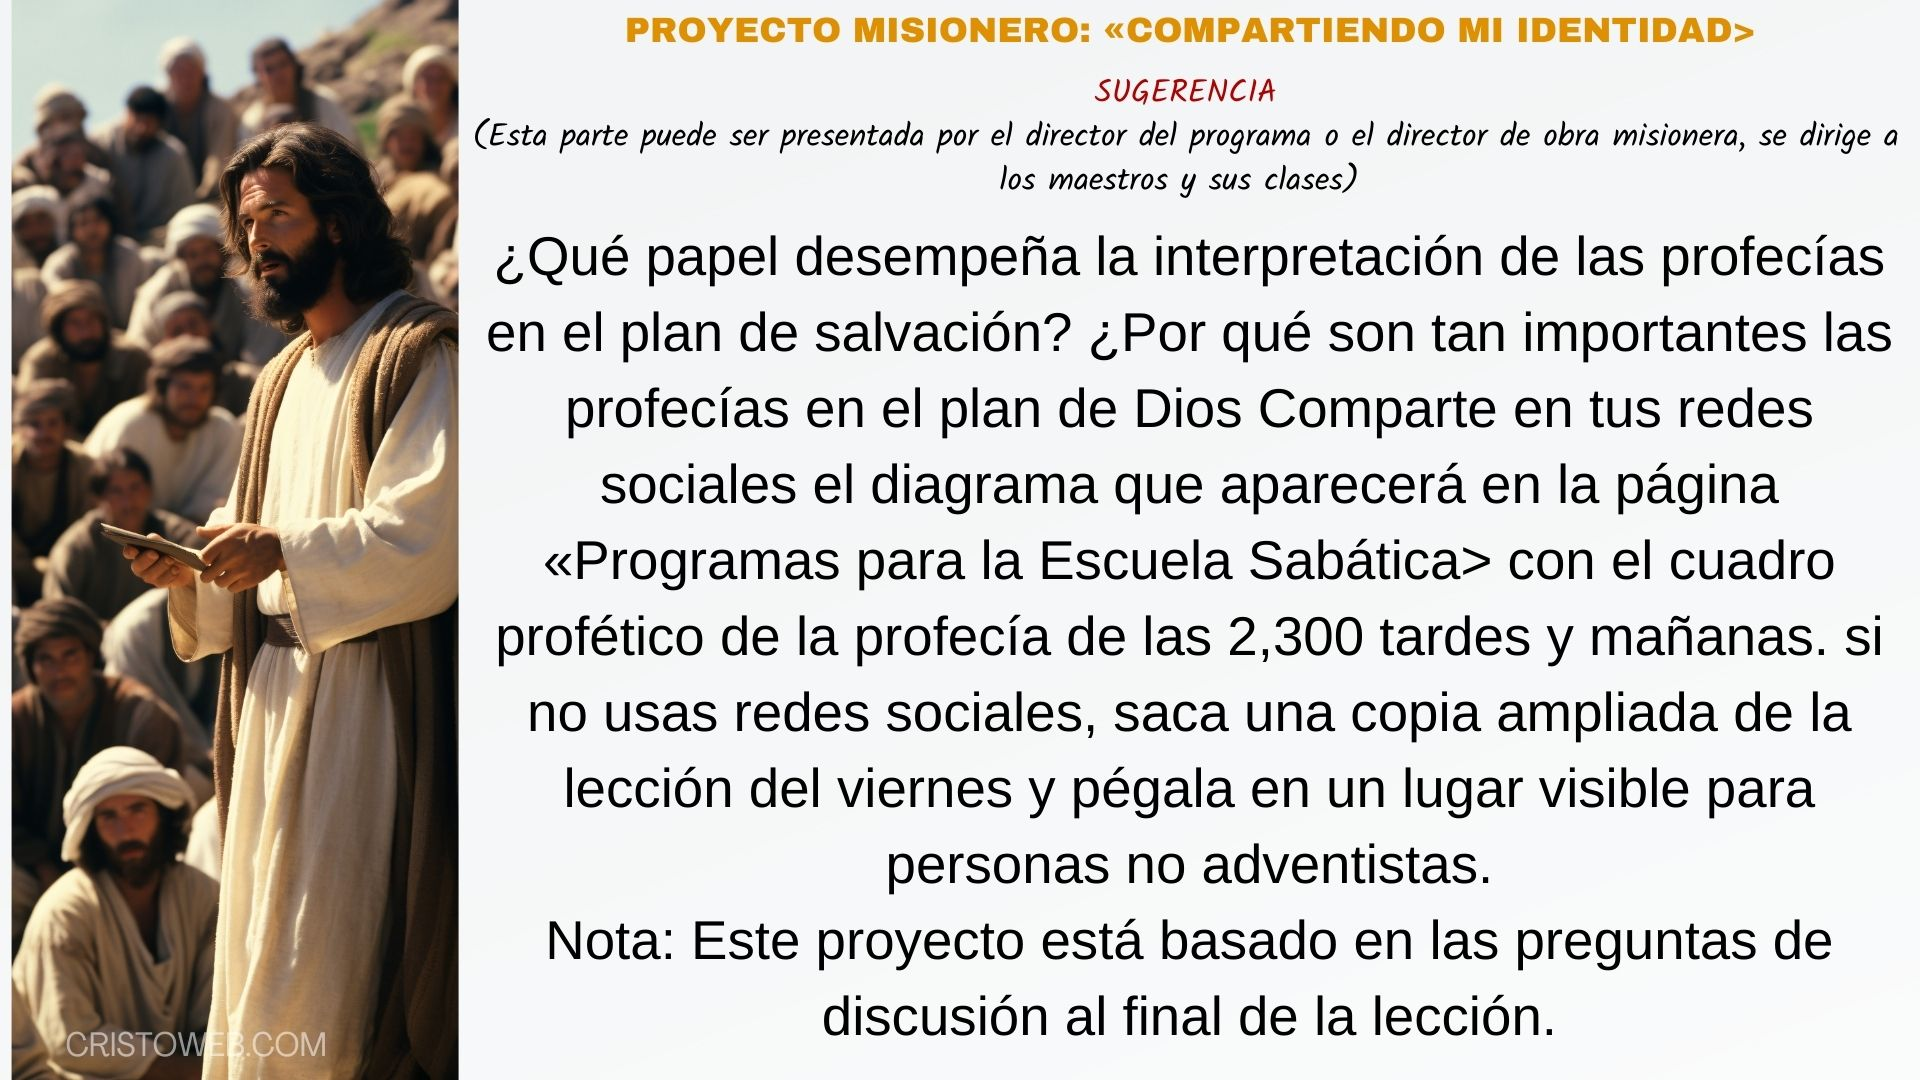 PROYECTO MISIONERO: «COMPARTIENDO MI IDENTIDAD>
SUGERENCIA
(Esta parte puede ser presentada por el director del programa o el director de obra misionera, se dirige a
los maestros y sus clases)
¿Qué papel desempeña la interpretación de las profecías
en el plan de salvación? ¿Por qué son tan importantes las
profecías en el plan de Dios Comparte en tus redes
sociales el diagrama que aparecerá en la página
«Programas para la Escuela Sabática> con el cuadro
profético de la profecía de las 2,300 tardes y mañanas. si
no usas redes sociales, saca una copia ampliada de la
lección del viernes y pégala en un lugar visible para
personas no adventistas.
Nota: Este proyecto está basado en las preguntas de
discusión al final de la lección.
CRISTOWEB.COM